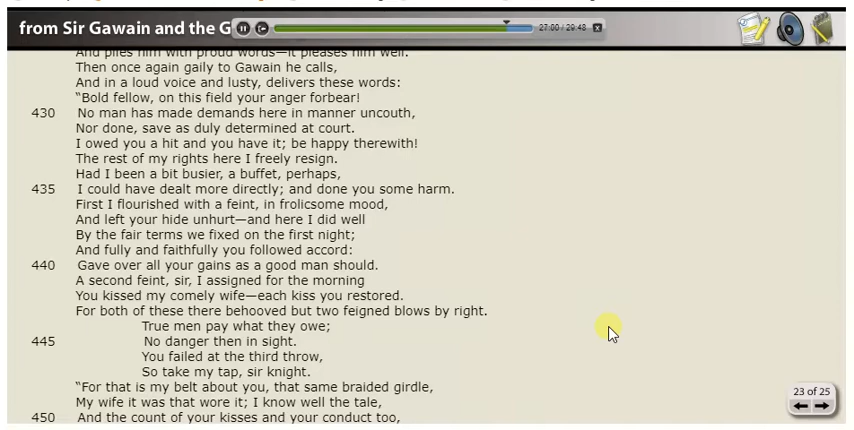 from Sir Gawain and the G
27:00 / 29:48
And plies him with proud words—it pleases him well.
Then once again gaily to Gawain he calls,
And in a loud voice and lusty, delivers these words:
"Bold fellow, on this field your anger forbear!
430 No man has made demands here in manner uncouth,
Nor done, save as duly determined at court.
I owed you a hit and you have it; be happy therewith!
The rest of my rights here I freely resign.
Had I been a bit busier, a buffet, perhaps,
435 I could have dealt more directly; and done you some harm.
First I flourished with a feint, in frolicsome mood,
And left your hide unhurt—and here I did well
By the fair terms we fixed on the first night;
And fully and faithfully you followed accord:
440 Gave over all your gains as a good man should.
A second feint, sir, I assigned for the morning
You kissed my comely wife—each kiss you restored.
For both of these there behooved but two feigned blows by right.
True men pay what they owe;
445 No danger then in sight.
You failed at the third throw,
So take my tap, sir knight.
"For that is my belt about you, that same braided girdle,
My wife it was that wore it; I know well the tale,
450 And the count of your kisses and your conduct too,
23 of 25